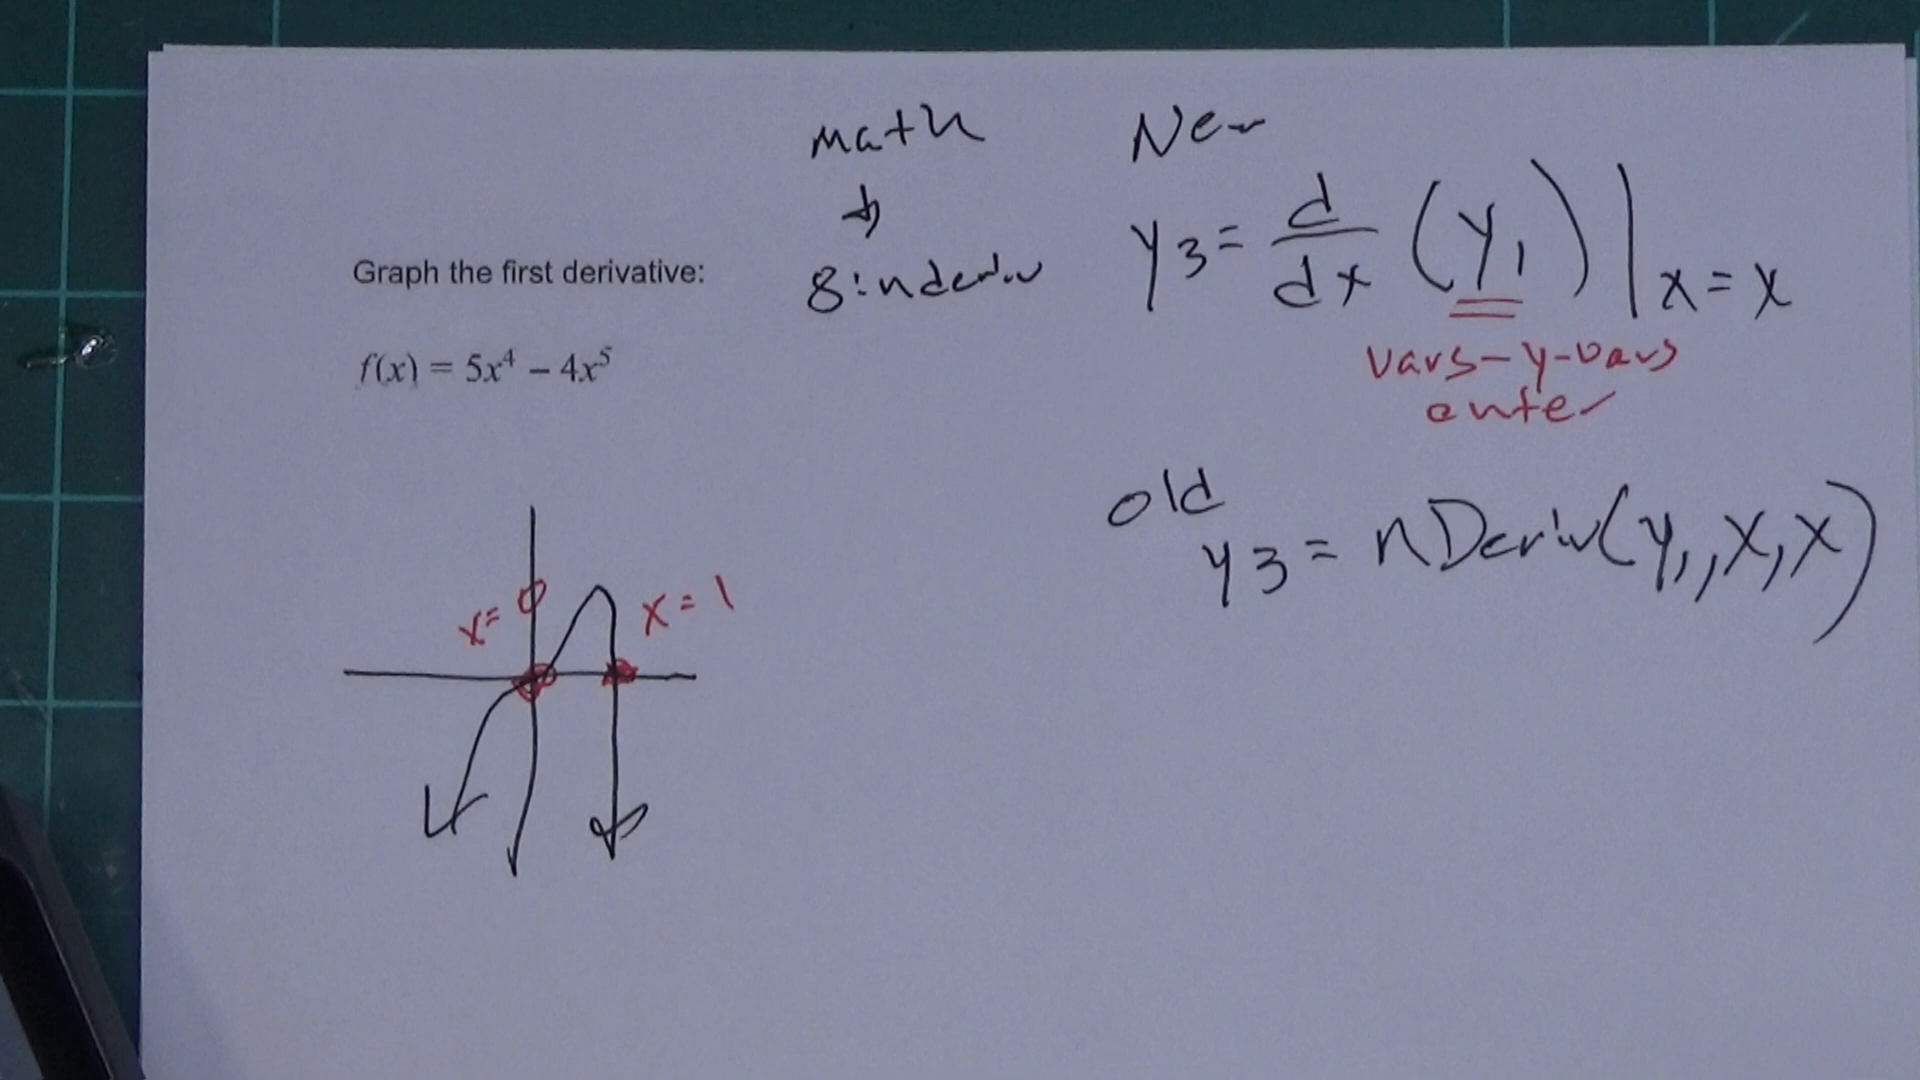 math
↓
8:nderiv
Graph the first derivative:
f(x) = 5x⁴ − 4x⁵
x=0
x=1
New
y3= d/dx (y₁)|x=x
vars-y-vars
enter
old
y3= nDeriv(y₁,x,x)